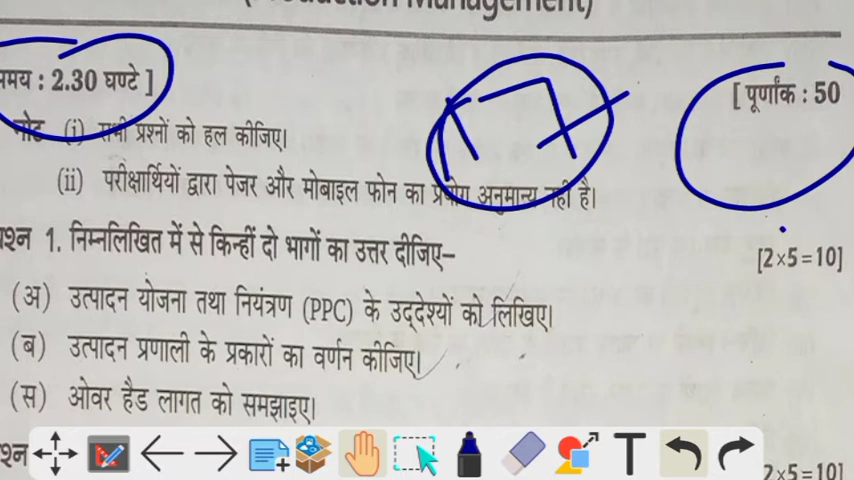 Management)
समय : 2.30 घण्टे ]
[ पूर्णांक : 50
नोट (i) सभी प्रश्नों को हल कीजिए।
(ii) परीक्षार्थियों द्वारा पेजर और मोबाइल फोन का प्रयोग अनुमान्य नहीं है।
प्रश्न 1. निम्नलिखित में से किन्हीं दो भागों का उत्तर दीजिए–
[2×5=10]
(अ) उत्पादन योजना तथा नियंत्रण (PPC) के उद्देश्यों को लिखिए।
(ब) उत्पादन प्रणाली के प्रकारों का वर्णन कीजिए।
(स) ओवर हैड लागत को समझाइए।
T
2×5=10]